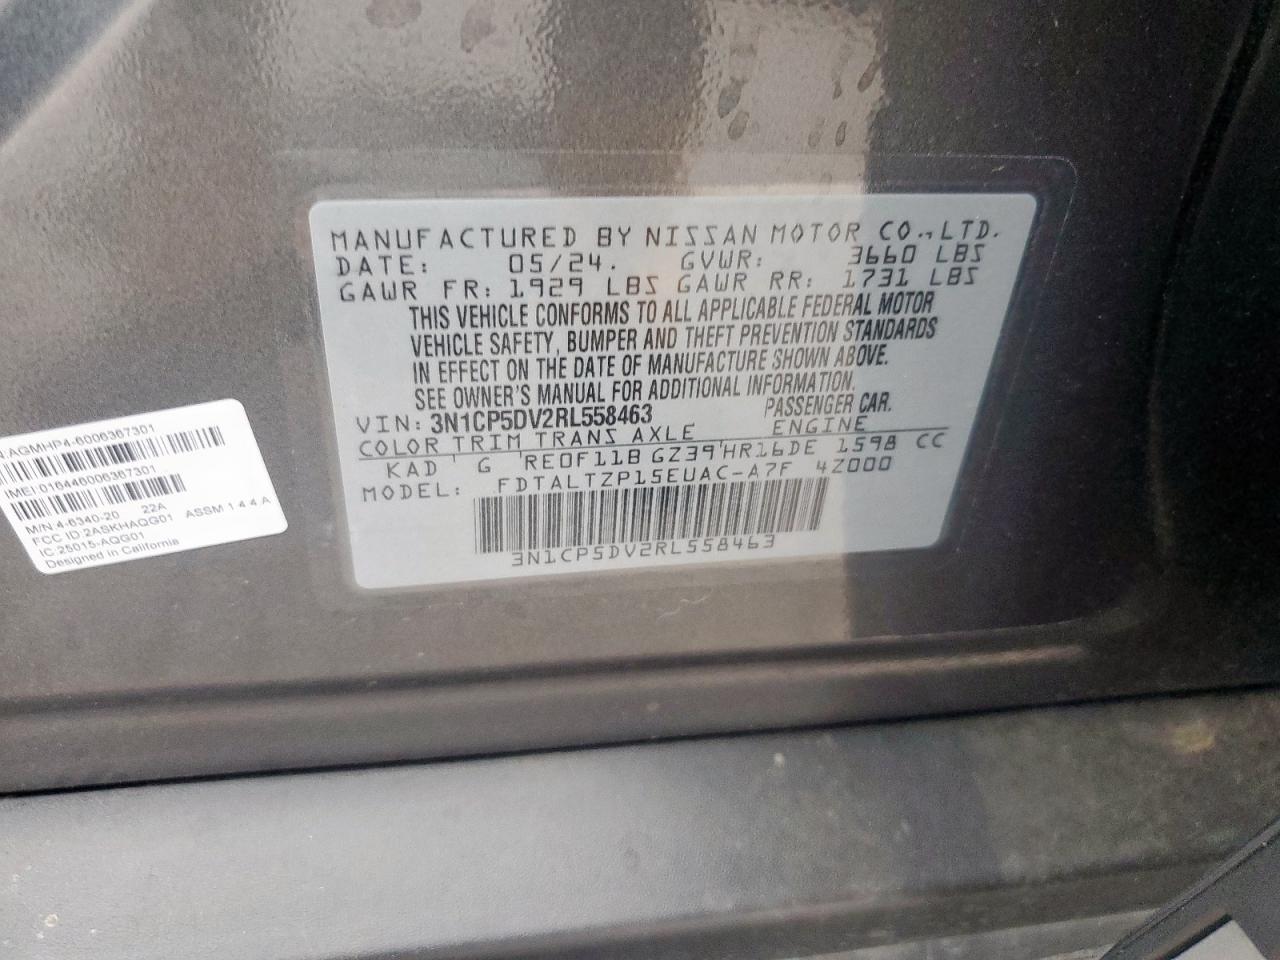 MANUFACTURED BY NISSAN MOTOR CO.,LTD.
DATE: 05/24. GVWR: 3660 LBS
GAWR FR: 1929 LBS GAWR RR: 1731 LBS
THIS VEHICLE CONFORMS TO ALL APPLICABLE FEDERAL MOTOR
VEHICLE SAFETY, BUMPER AND THEFT PREVENTION STANDARDS
IN EFFECT ON THE DATE OF MANUFACTURE SHOWN ABOVE.
SEE OWNER'S MANUAL FOR ADDITIONAL INFORMATION.
VIN: 3N1CP5DV2RL558463 PASSENGER CAR.
COLOR TRIM TRANS AXLE ENGINE
KAD G RE0F11B GZ39 HR16DE 1598 CC
MODEL: FDTALTZP15EUAC-A7F 4Z000
3N1CP5DV2RL558463
AGMHP4-6006367301
IMEI:016446006367301
M/N 4-6340-20 22A
FCC ID:2ASKHAQG01 ASSM 1 4 4 A
IC:25015-AQG01
Designed in California